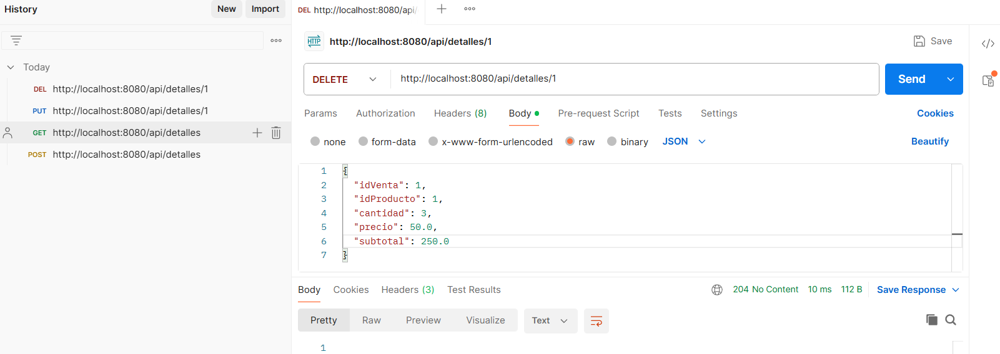 History
New
Import
Today
DEL http://localhost:8080/api/detalles/1
PUT http://localhost:8080/api/detalles/1
GET http://localhost:8080/api/detalles
POST http://localhost:8080/api/detalles
DEL http://localhost:8080/api/
HTTP http://localhost:8080/api/detalles/1
Save
DELETE http://localhost:8080/api/detalles/1
Send
Params Authorization Headers (8) Body Pre-request Script Tests Settings Cookies
none form-data x-www-form-urlencoded raw binary JSON Beautify
1 {
2 "idVenta": 1,
3 "idProducto": 1,
4 "cantidad": 3,
5 "precio": 50.0,
6 "subtotal": 250.0
7 }
Body Cookies Headers (3) Test Results 204 No Content 10 ms 112 B Save Response
Pretty Raw Preview Visualize Text
1